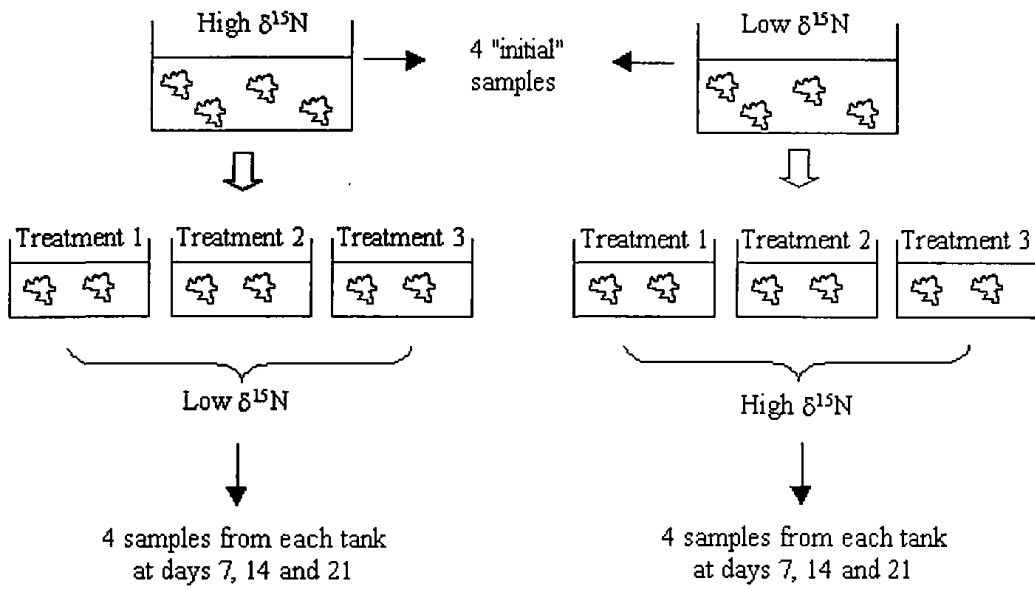 High δ¹⁵N
4 "initial"
samples
Low δ¹⁵N
Treatment 1
Treatment 2
Treatment 3
Treatment 1
Treatment 2
Treatment 3
Low δ¹⁵N
High δ¹⁵N
4 samples from each tank
at days 7, 14 and 21
4 samples from each tank
at days 7, 14 and 21